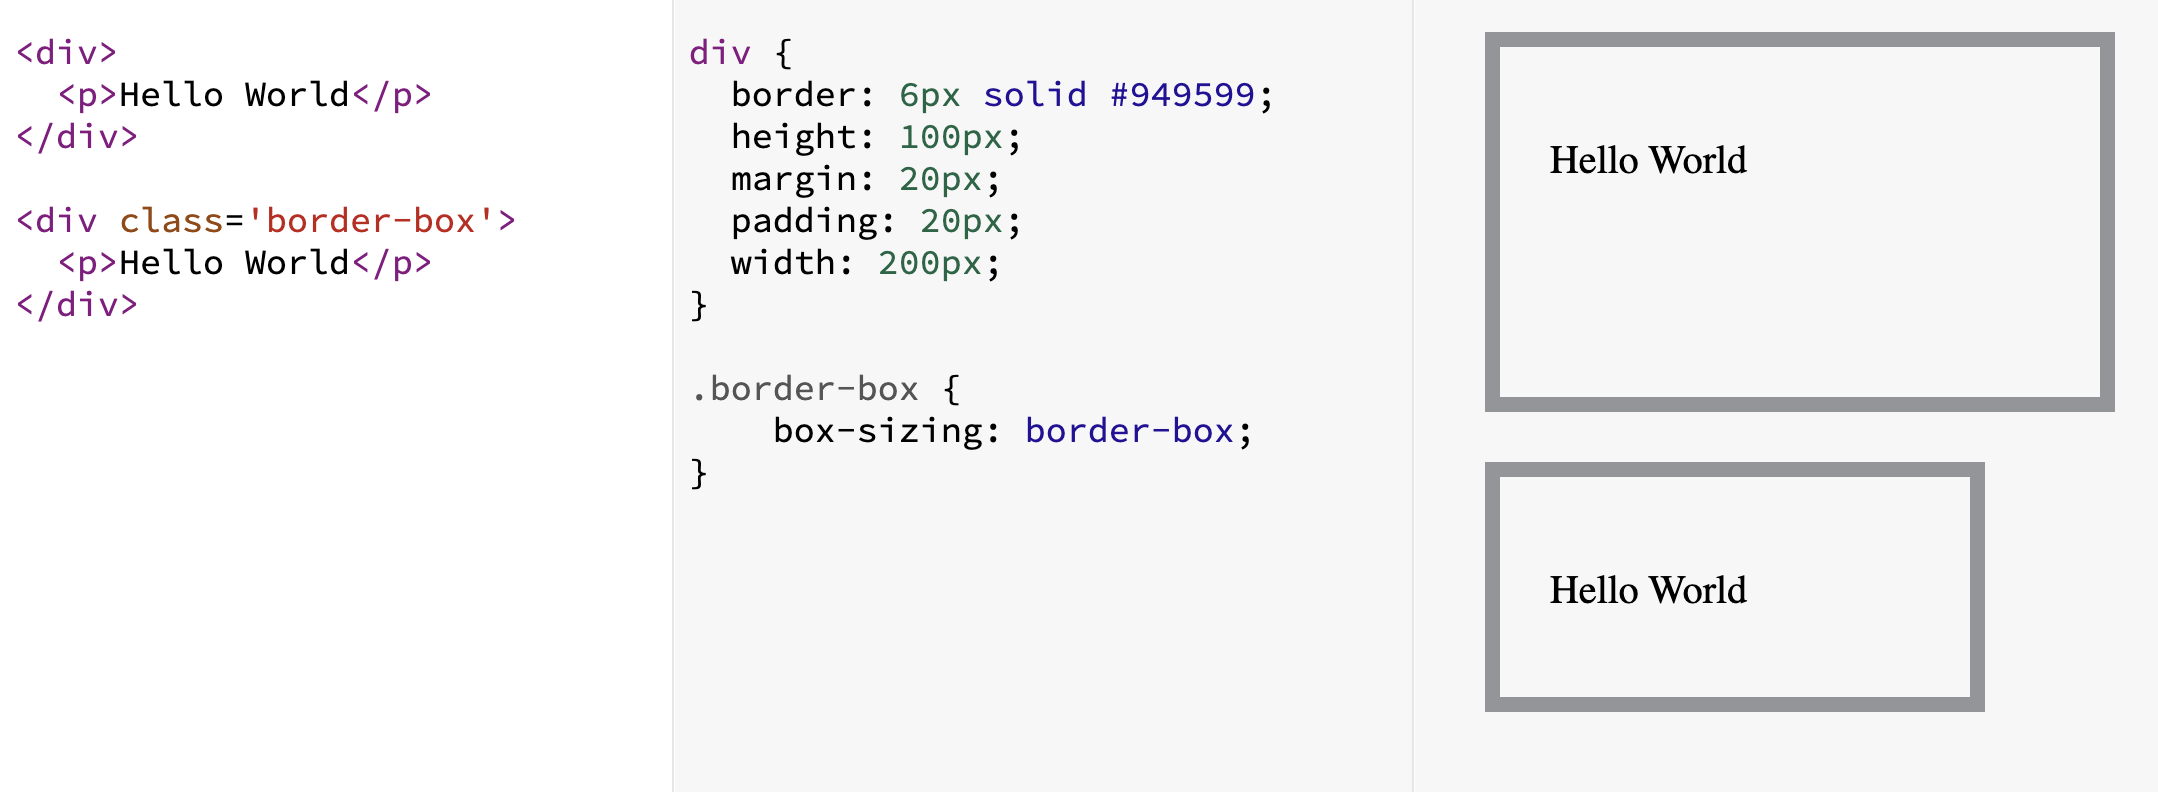 <div>
  <p>Hello World</p>
</div>

<div class='border-box'>
  <p>Hello World</p>
</div>

div {
  border: 6px solid #949599;
  height: 100px;
  margin: 20px;
  padding: 20px;
  width: 200px;
}

.border-box {
    box-sizing: border-box;
}

Hello World
Hello World